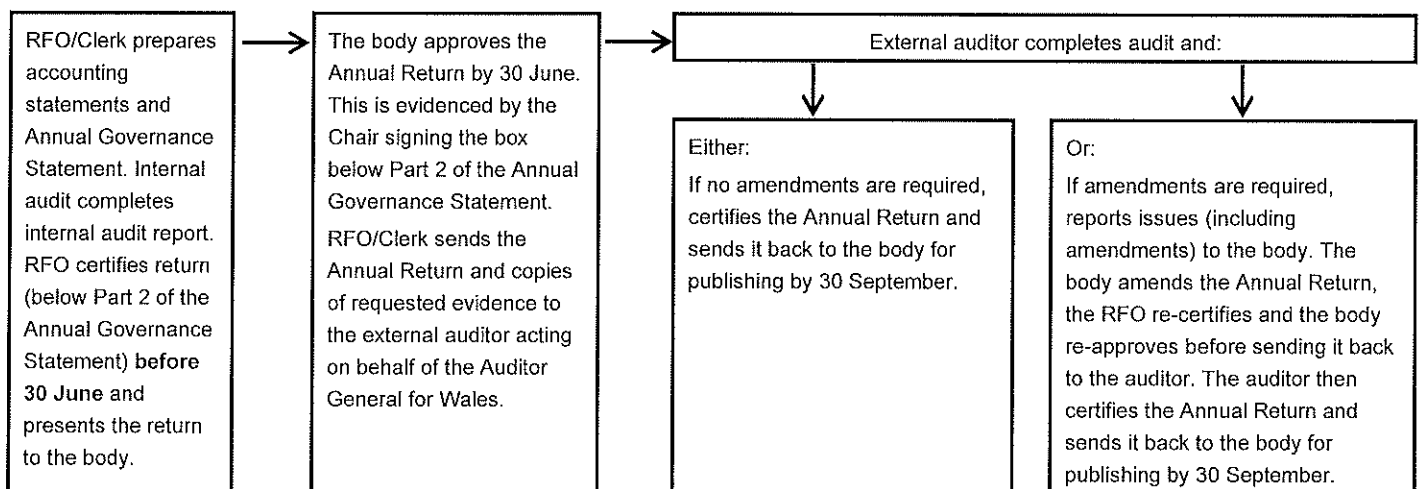 RFO/Clerk prepares
accounting
statements and
Annual Governance
Statement. Internal
audit completes
internal audit report.
RFO certifies return
(below Part 2 of the
Annual Governance
Statement) before
30 June and
presents the return
to the body.
The body approves the
Annual Return by 30 June.
This is evidenced by the
Chair signing the box
below Part 2 of the Annual
Governance Statement.
RFO/Clerk sends the
Annual Return and copies
of requested evidence to
the external auditor acting
on behalf of the Auditor
General for Wales.
External auditor completes audit and:
Either:
If no amendments are required,
certifies the Annual Return and
sends it back to the body for
publishing by 30 September.
Or:
If amendments are required,
reports issues (including
amendments) to the body. The
body amends the Annual Return,
the RFO re-certifies and the body
re-approves before sending it back
to the auditor. The auditor then
certifies the Annual Return and
sends it back to the body for
publishing by 30 September.